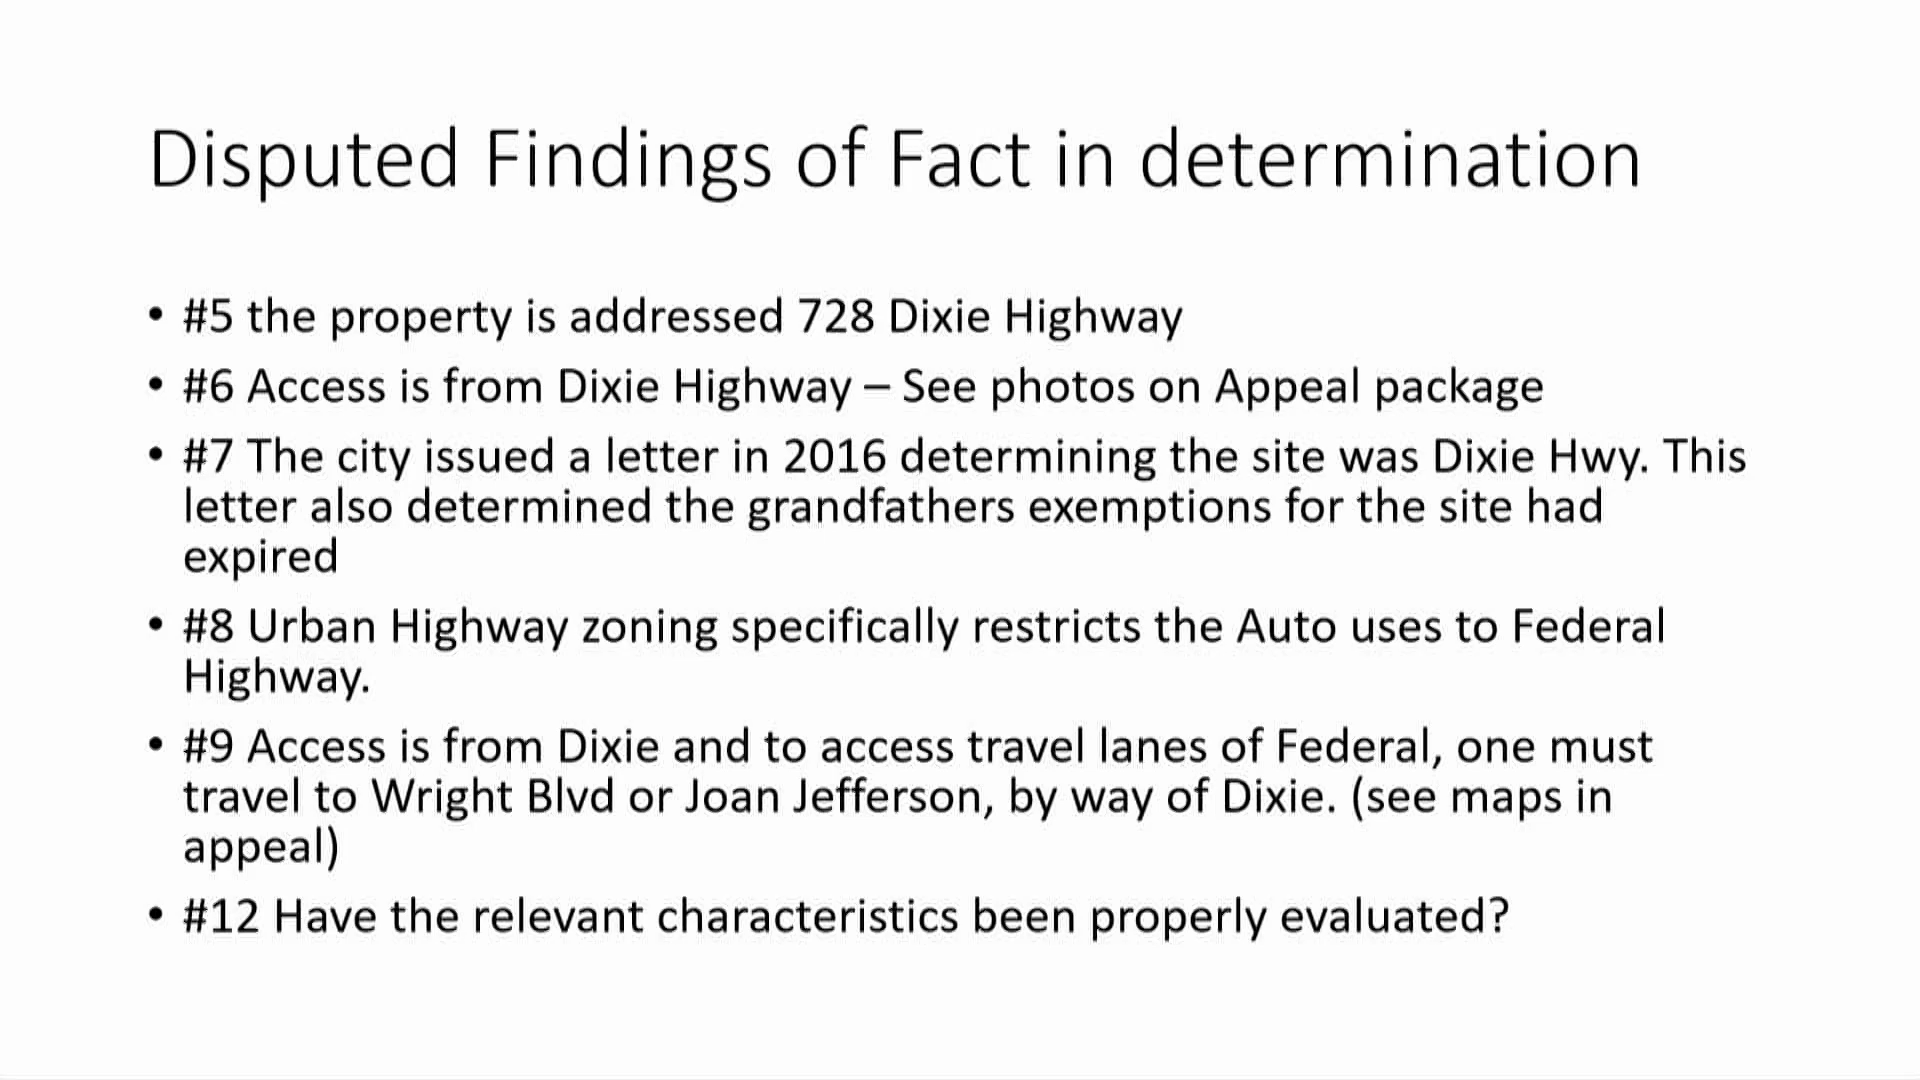 Disputed Findings of Fact in determination
• #5 the property is addressed 728 Dixie Highway
• #6 Access is from Dixie Highway – See photos on Appeal package
• #7 The city issued a letter in 2016 determining the site was Dixie Hwy. This
letter also determined the grandfathers exemptions for the site had
expired
• #8 Urban Highway zoning specifically restricts the Auto uses to Federal
Highway.
• #9 Access is from Dixie and to access travel lanes of Federal, one must
travel to Wright Blvd or Joan Jefferson, by way of Dixie. (see maps in
appeal)
• #12 Have the relevant characteristics been properly evaluated?